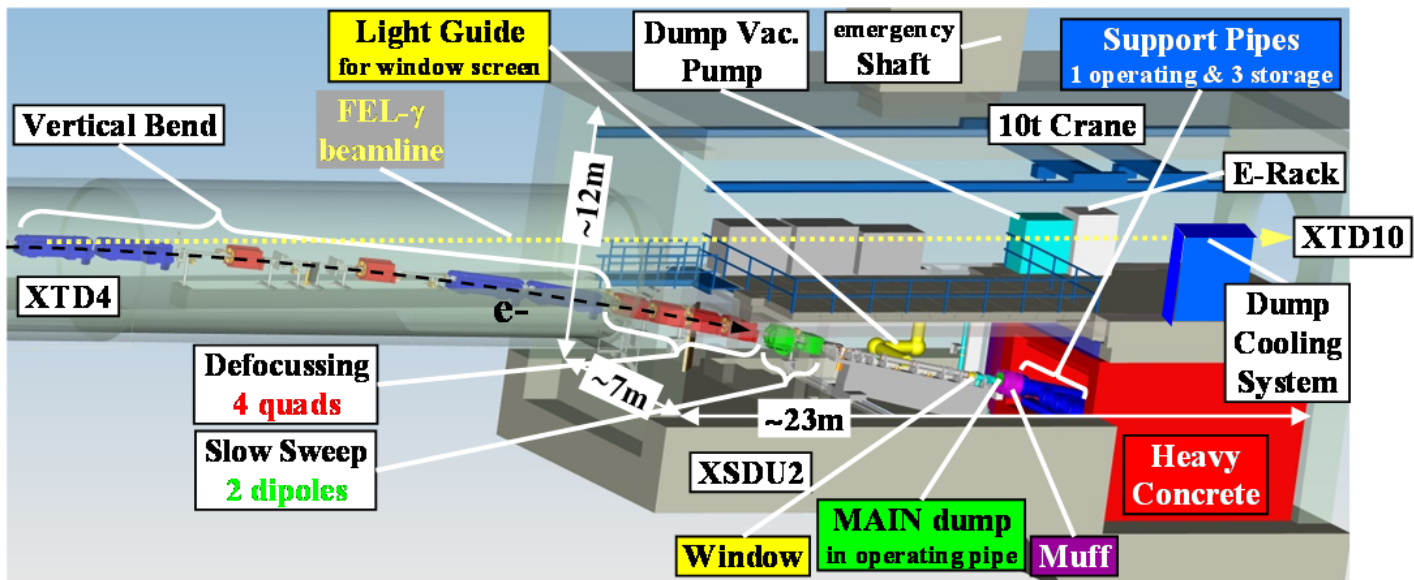 Light Guide
for window screen
Dump Vac.
Pump
emergency
Shaft
Support Pipes
1 operating & 3 storage
Vertical Bend
FEL-γ
beamline
10t Crane
E-Rack
~12m
XTD10
XTD4
e-
Dump
Cooling
System
Defocussing
4 quads
~7m
~23m
Slow Sweep
2 dipoles
XSDU2
Heavy
Concrete
MAIN dump
in operating pipe
Window
Muff